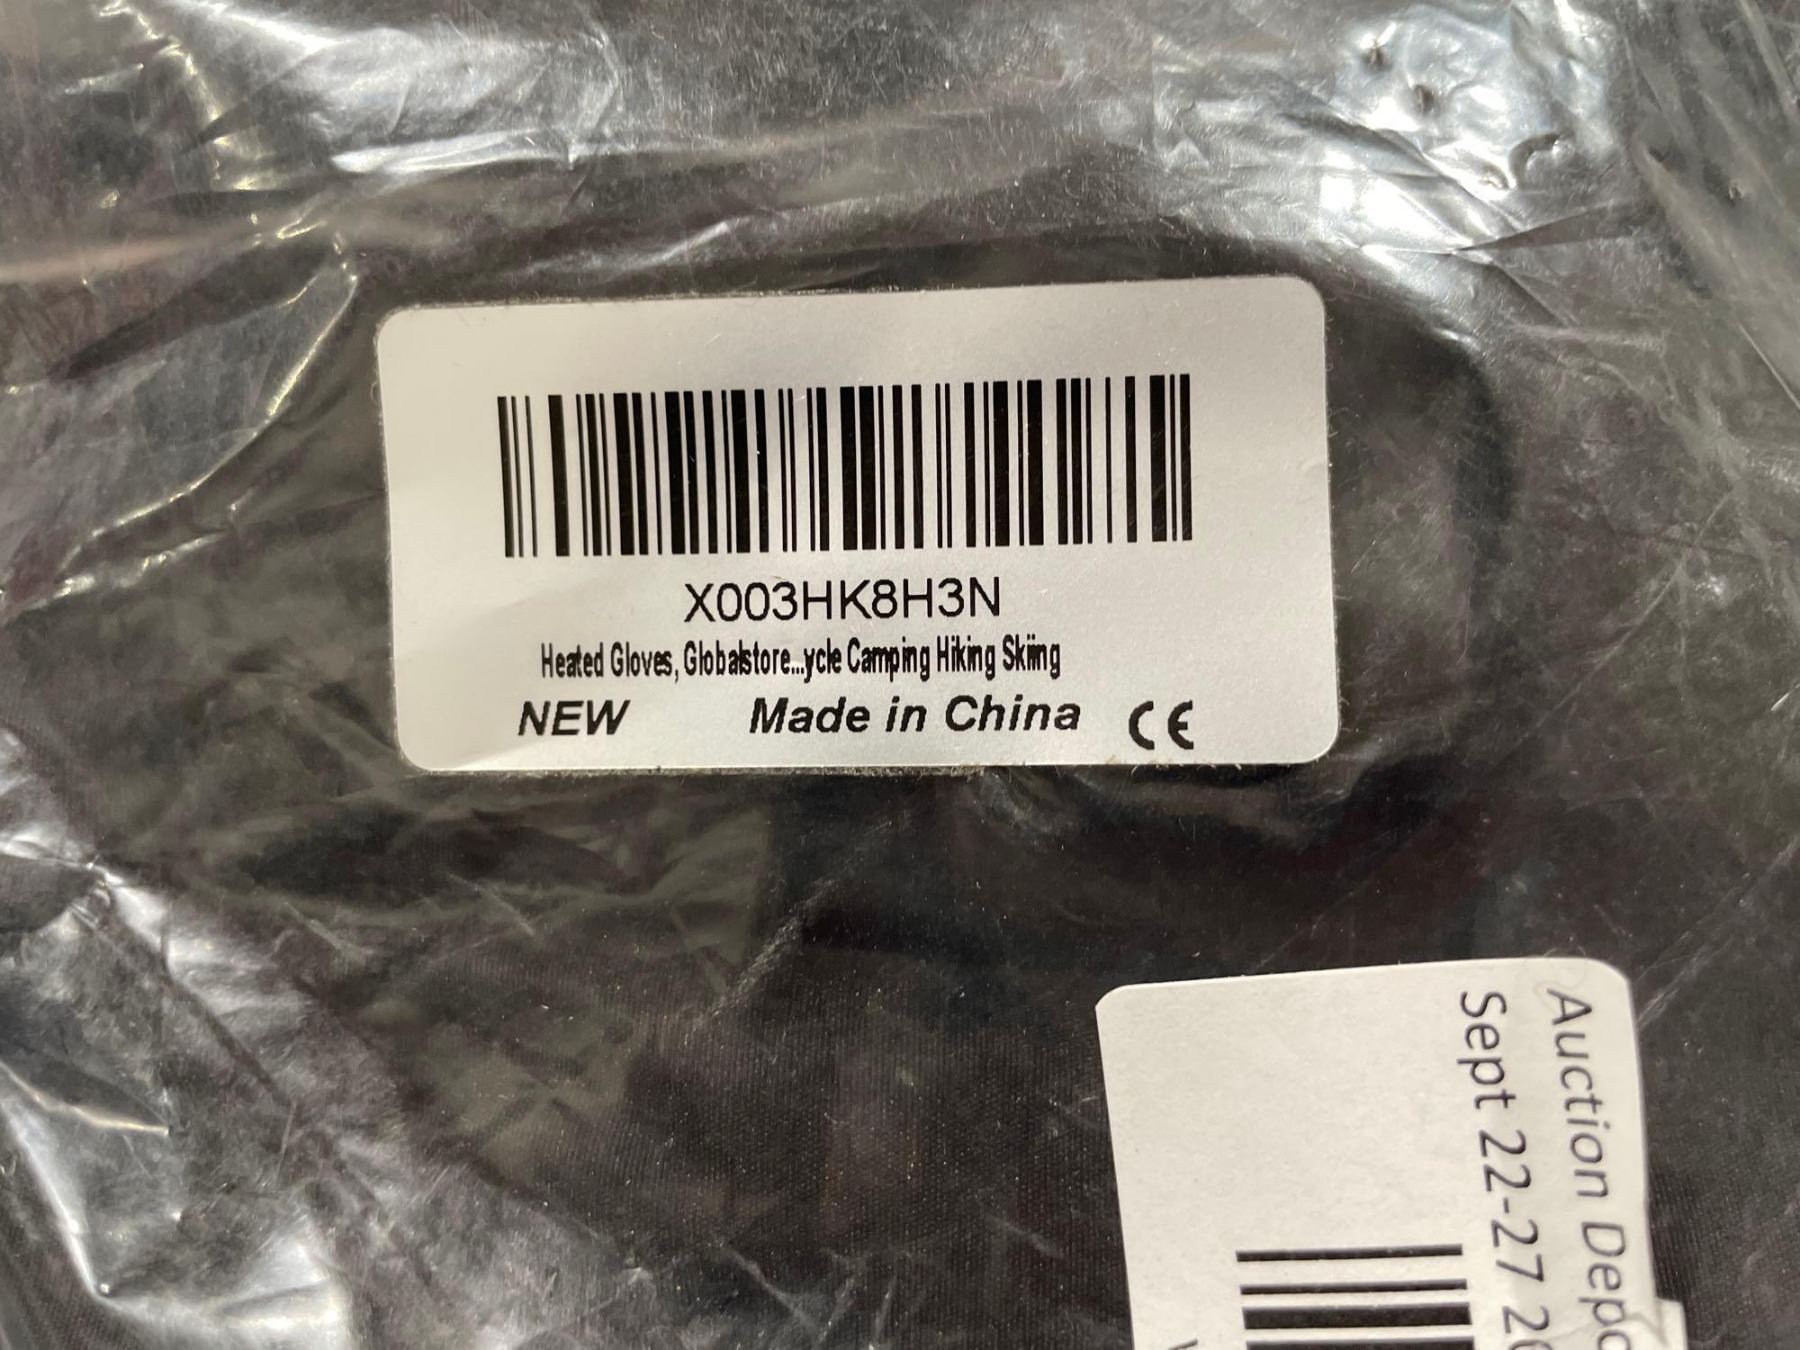 X003HK8H3N
Heated Gloves, Globalstore...ycle Camping Hiking Skiing
NEW Made in China CE
Auction Depo
Sept 22-27 20